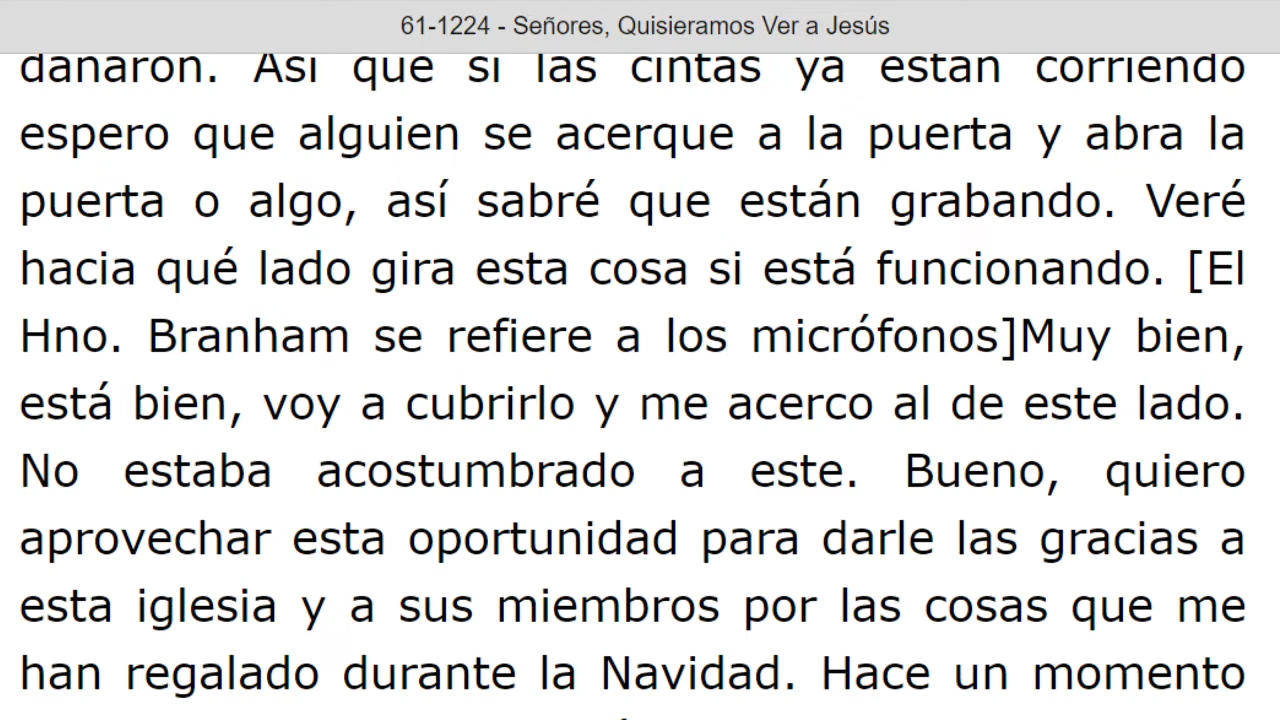 61-1224 - Señores, Quisieramos Ver a Jesús
dañaron. Así que si las cintas ya están corriendo
espero que alguien se acerque a la puerta y abra la
puerta o algo, así sabré que están grabando. Veré
hacia qué lado gira esta cosa si está funcionando. [El
Hno. Branham se refiere a los micrófonos]Muy bien,
está bien, voy a cubrirlo y me acerco al de este lado.
No estaba acostumbrado a este. Bueno, quiero
aprovechar esta oportunidad para darle las gracias a
esta iglesia y a sus miembros por las cosas que me
han regalado durante la Navidad. Hace un momento